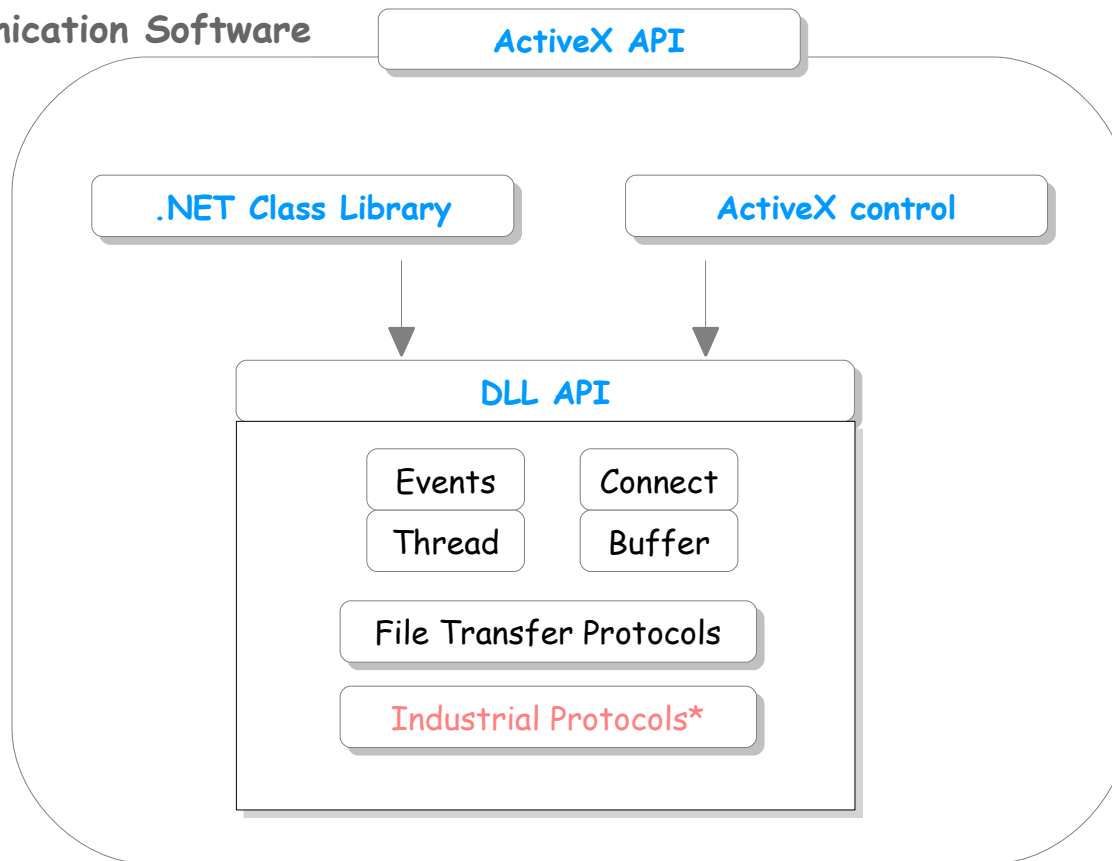 Software
ActiveX API
.NET Class Library
ActiveX control
DLL API
Events
Connect
Thread
Buffer
File Transfer Protocols
Industrial Protocols*